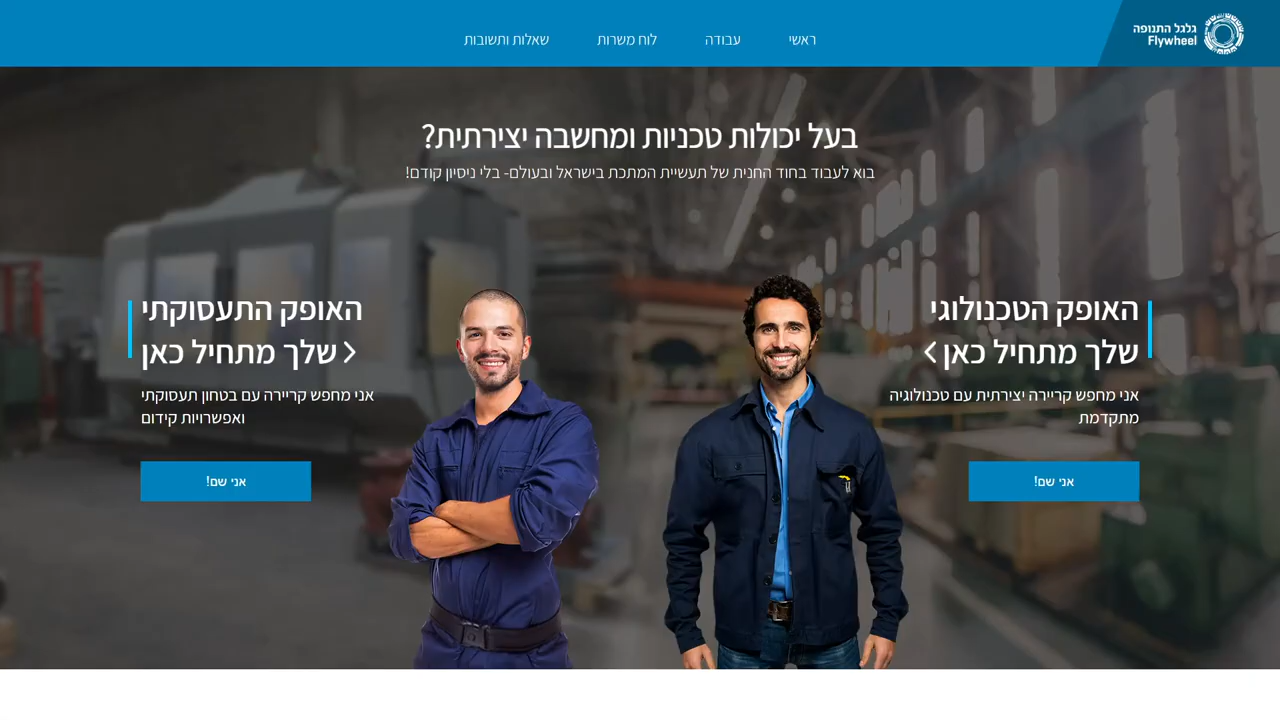 גלגל התנופה
Flywheel
ראשי
עבודה
לוח משרות
שאלות ותשובות
בעל יכולות טכניות ומחשבה יצירתית?
בוא לעבוד בחוד החנית של תעשיית המתכת בישראל ובעולם- בלי ניסיון קודם!
האופק הטכנולוגי
שלך מתחיל כאן
אני מחפש קריירה יצירתית עם טכנולוגיה
מתקדמת
אני שם!
האופק התעסוקתי
שלך מתחיל כאן
אני מחפש קריירה עם בטחון תעסוקתי
ואפשרויות קידום
אני שם!